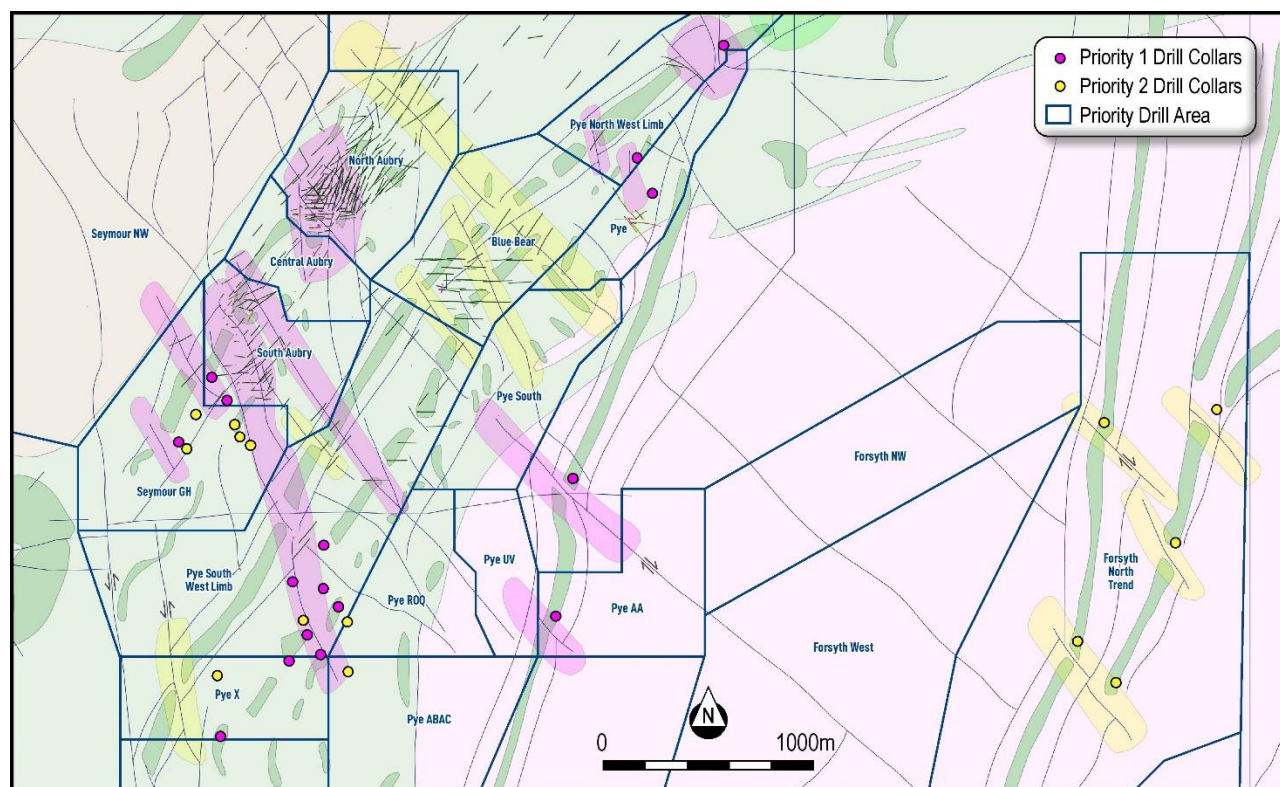 Priority 1 Drill Collars
Priority 2 Drill Collars
Priority Drill Area
Pye North West Limb
North Aubry
Seymour NW
Pye
Blue Bear
Central Aubry
South Aubry
Pye South
Forsyth NW
Seymour GH
Pye UV
Pye South
West Limb
Pye ROQ
Pye AA
Forsyth
North
Trend
Forsyth West
Pye X
Pye ABAC
N
0
1000m